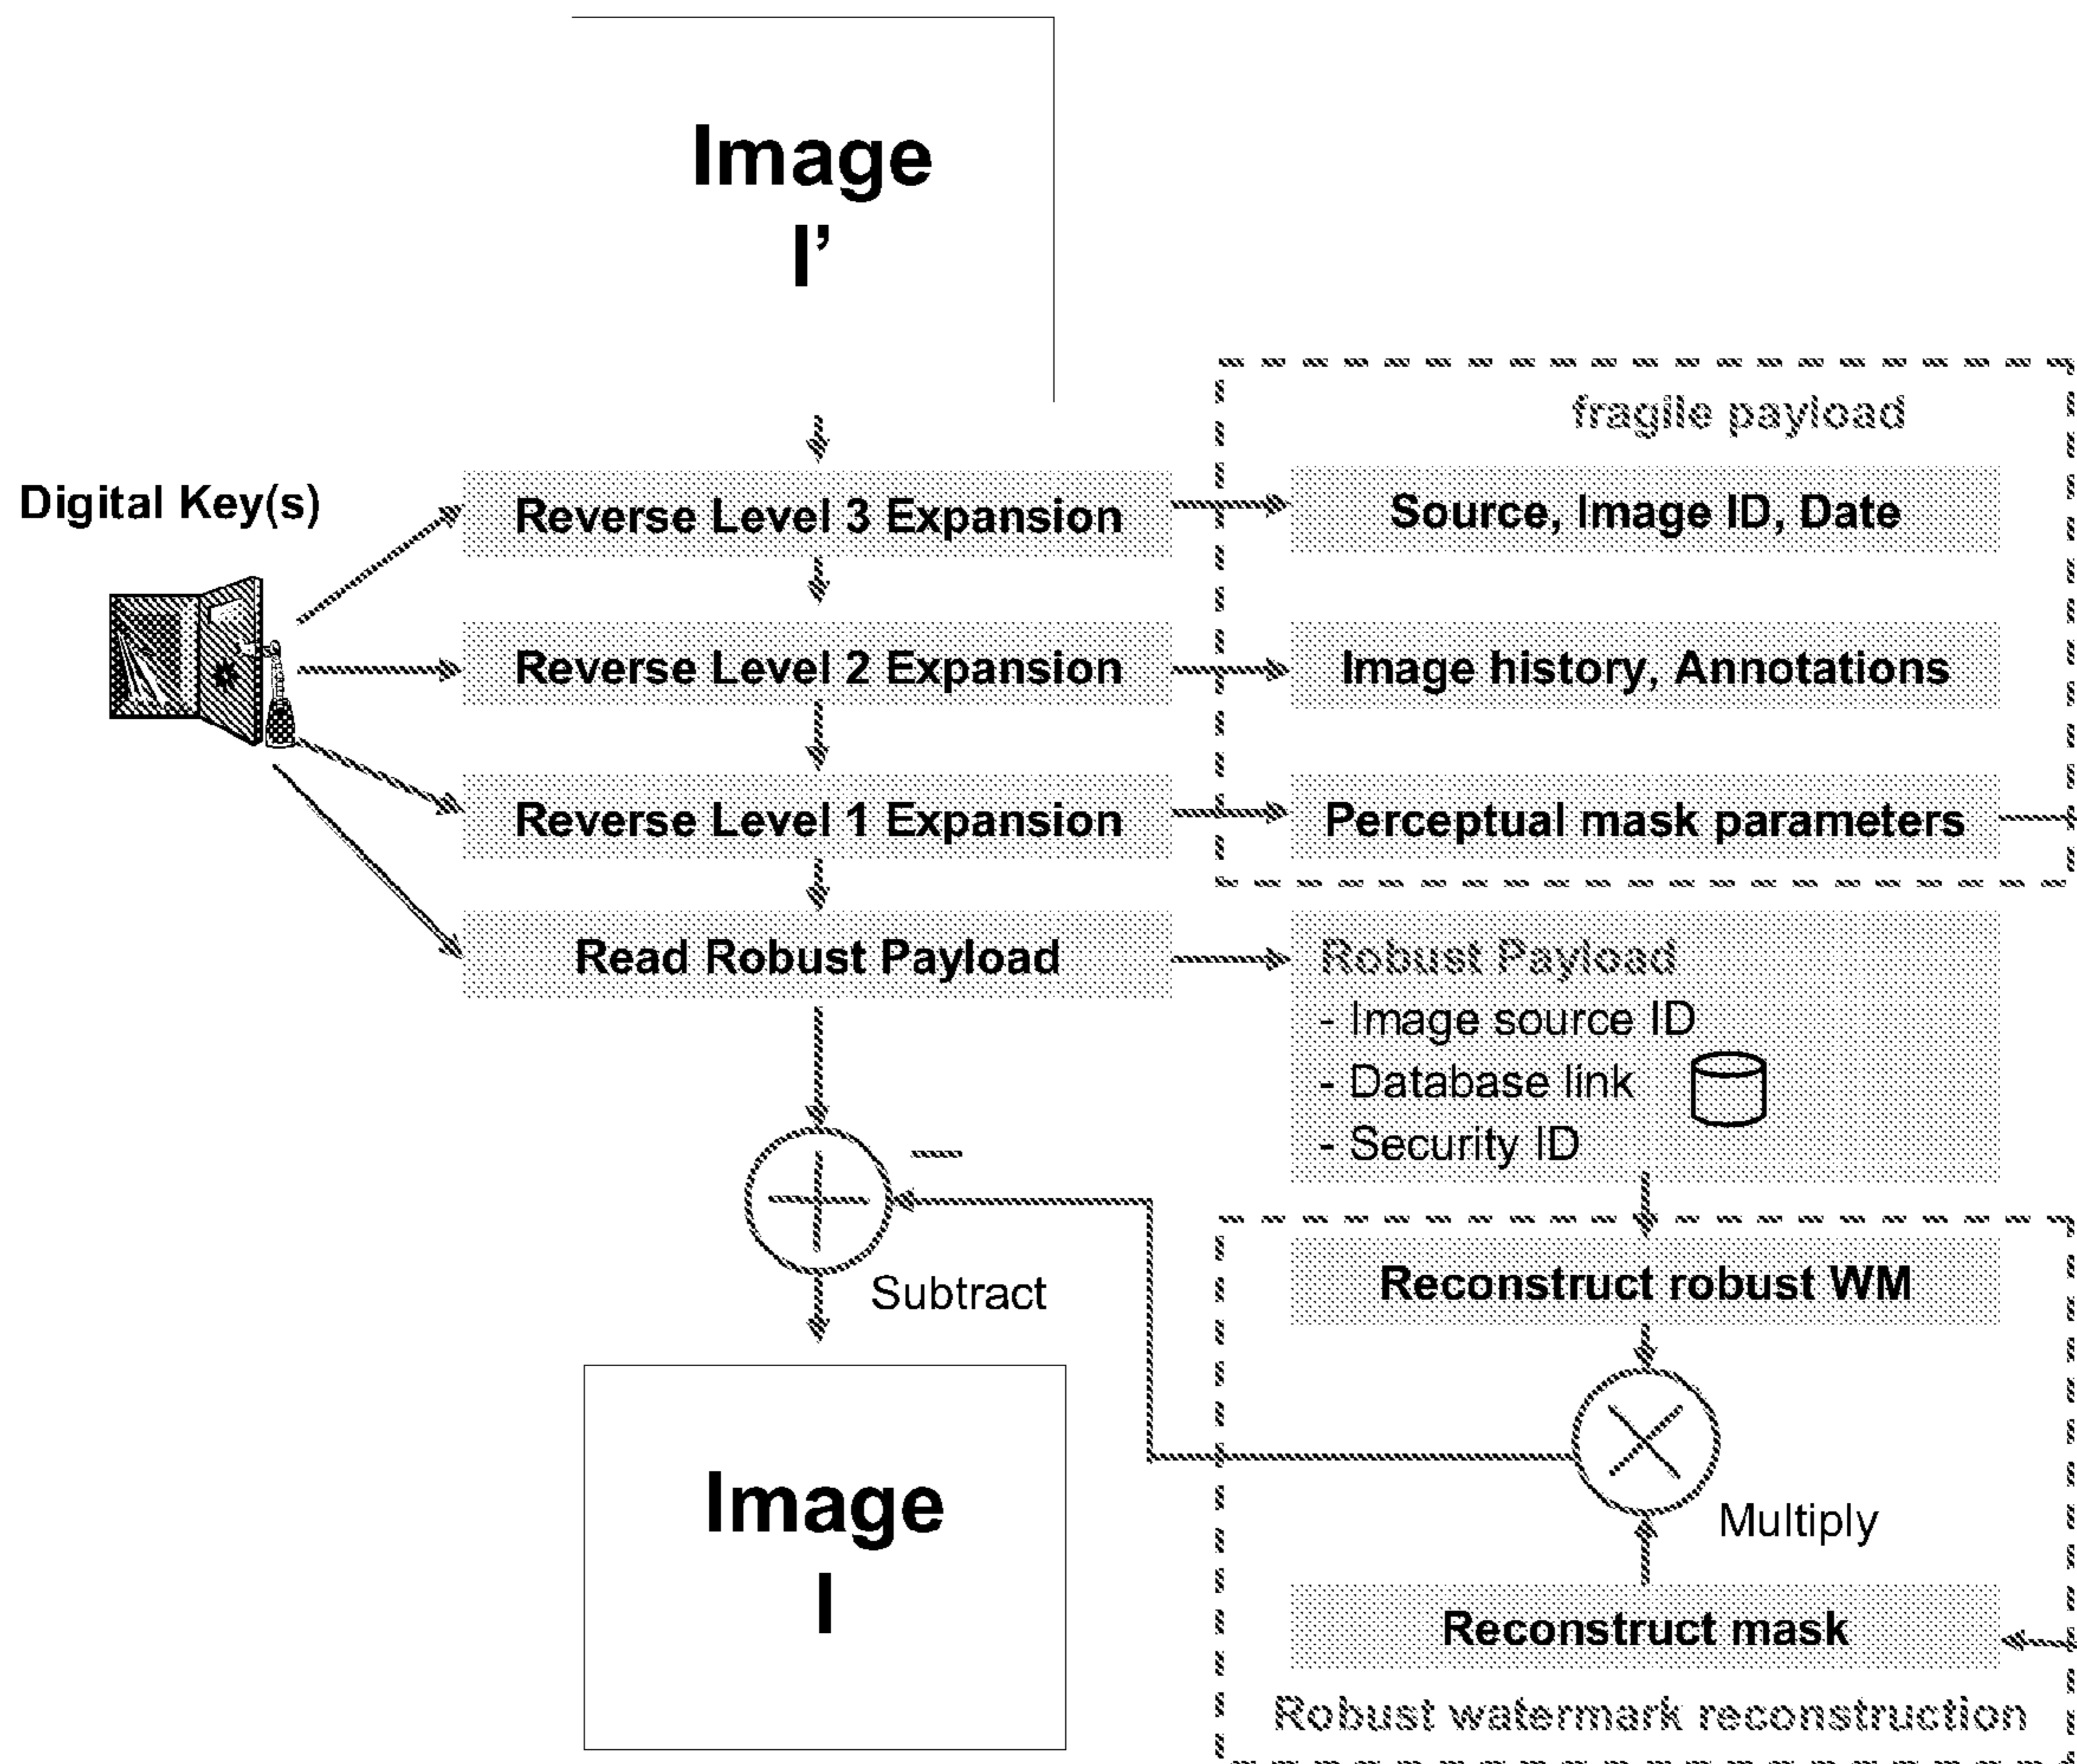 Image
I’
fragile payload
Digital Key(s)
Reverse Level 3 Expansion
Source, Image ID, Date
Reverse Level 2 Expansion
Image history, Annotations
Reverse Level 1 Expansion
Perceptual mask parameters
Read Robust Payload
Robust Payload
- Image source ID
- Database link
- Security ID
Subtract
Reconstruct robust WM
Image
I
Multiply
Reconstruct mask
Robust watermark reconstruction